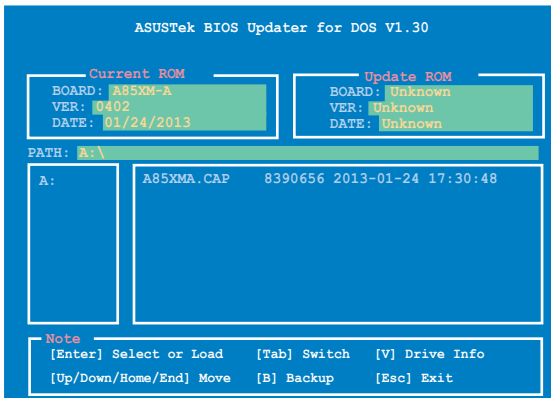 ASUSTek BIOS Updater for DOS V1.30
Current ROM
BOARD: A85XM-A
VER: 0402
DATE: 01/24/2013
Update ROM
BOARD: Unknown
VER: Unknown
DATE: Unknown
PATH: A:\
A:
A85XMA.CAP 8390656 2013-01-24 17:30:48
Note
[Enter] Select or Load [Tab] Switch [V] Drive Info
[Up/Down/Home/End] Move [B] Backup [Esc] Exit